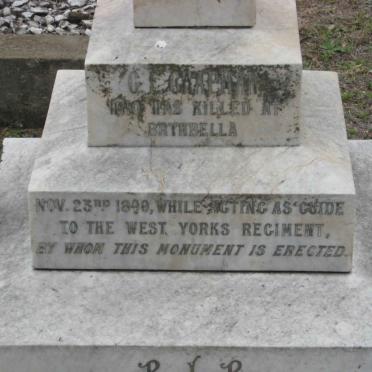 G. L. CHAPMAN
WHO WAS KILLED AT
BRYNBELLA
NOV. 23RD 1899, WHILE ACTING AS GUIDE
TO THE WEST YORKS REGIMENT,
BY WHOM THIS MONUMENT IS ERECTED.